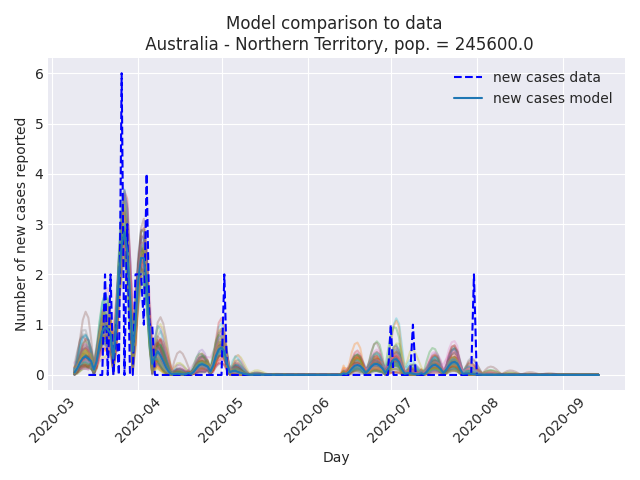 Model comparison to data
Australia - Northern Territory, pop. = 245600.0
new cases data
new cases model
Number of new cases reported
6
5
4
3
2
1
0
2020-03
2020-04
2020-05
2020-06
2020-07
2020-08
2020-09
Day